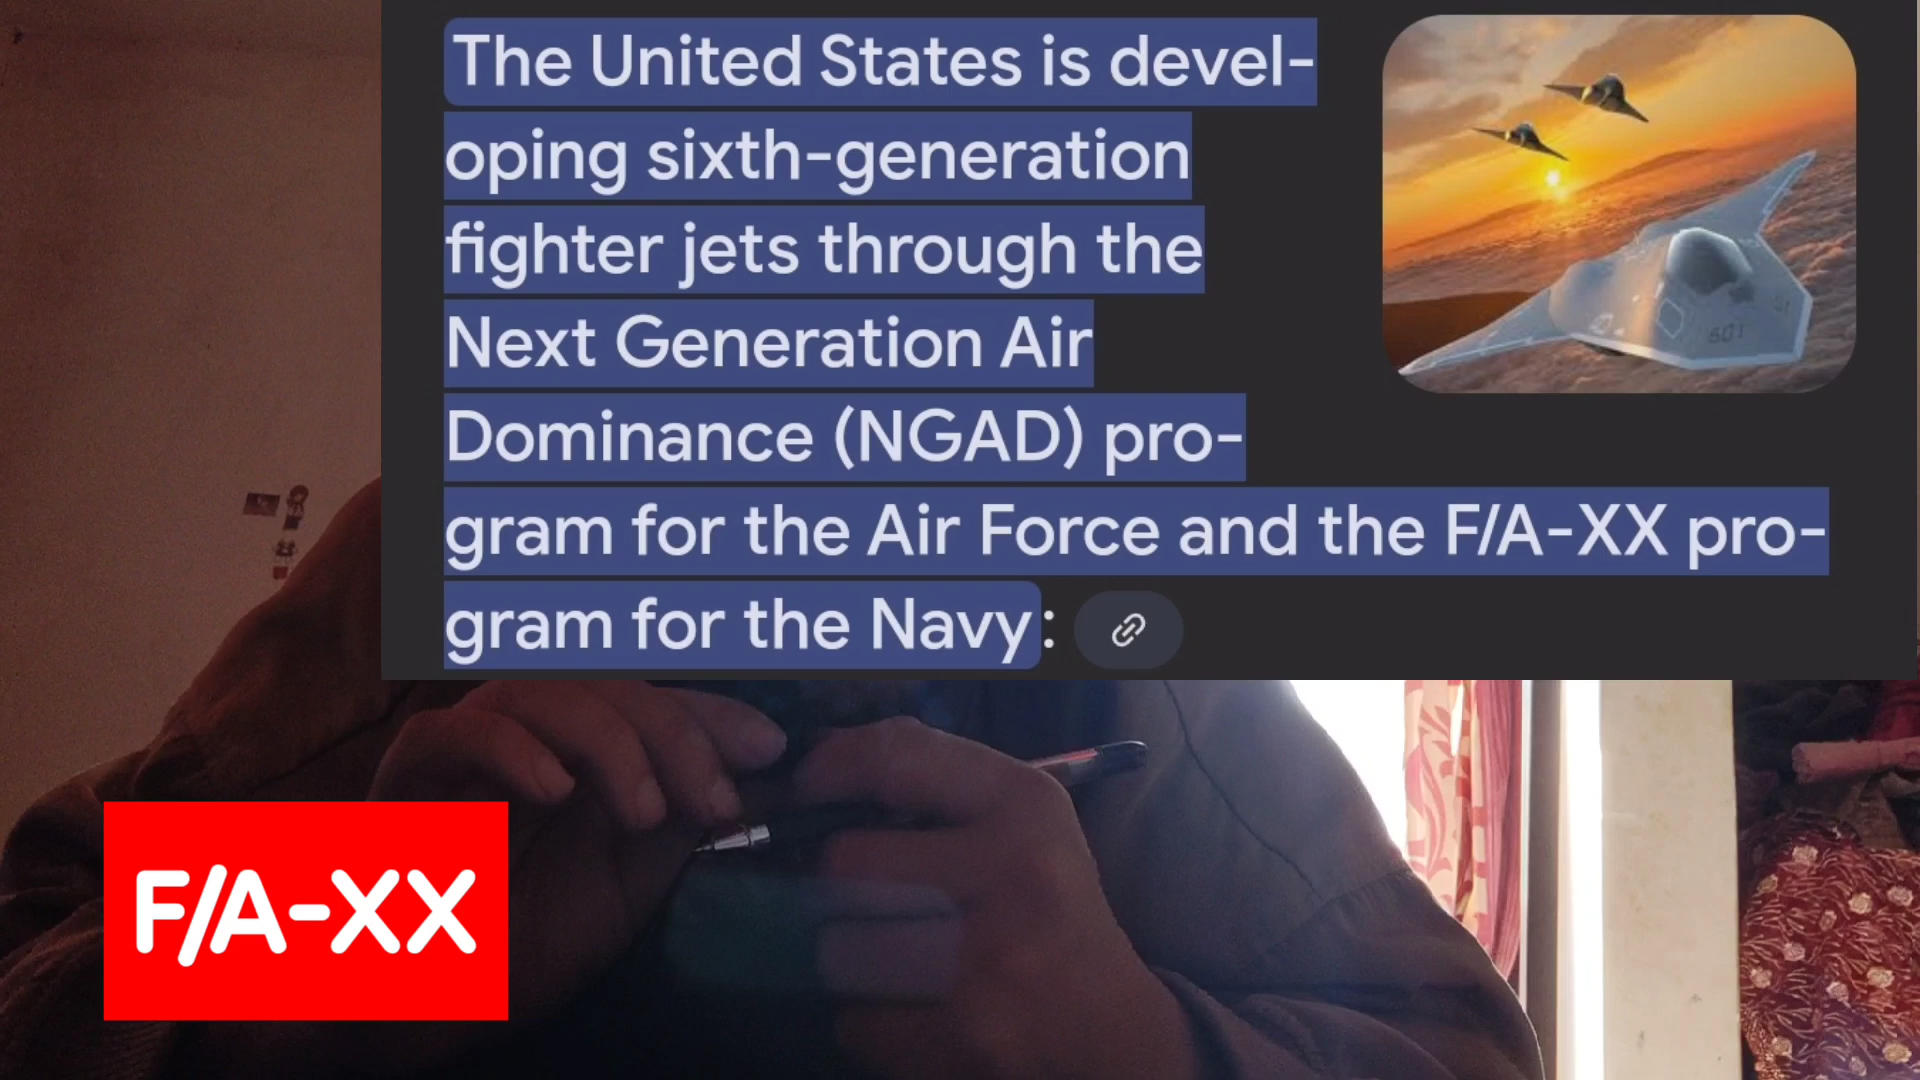 The United States is devel-
oping sixth-generation
fighter jets through the
Next Generation Air
Dominance (NGAD) pro-
gram for the Air Force and the F/A-XX pro-
gram for the Navy:
601
F/A-XX